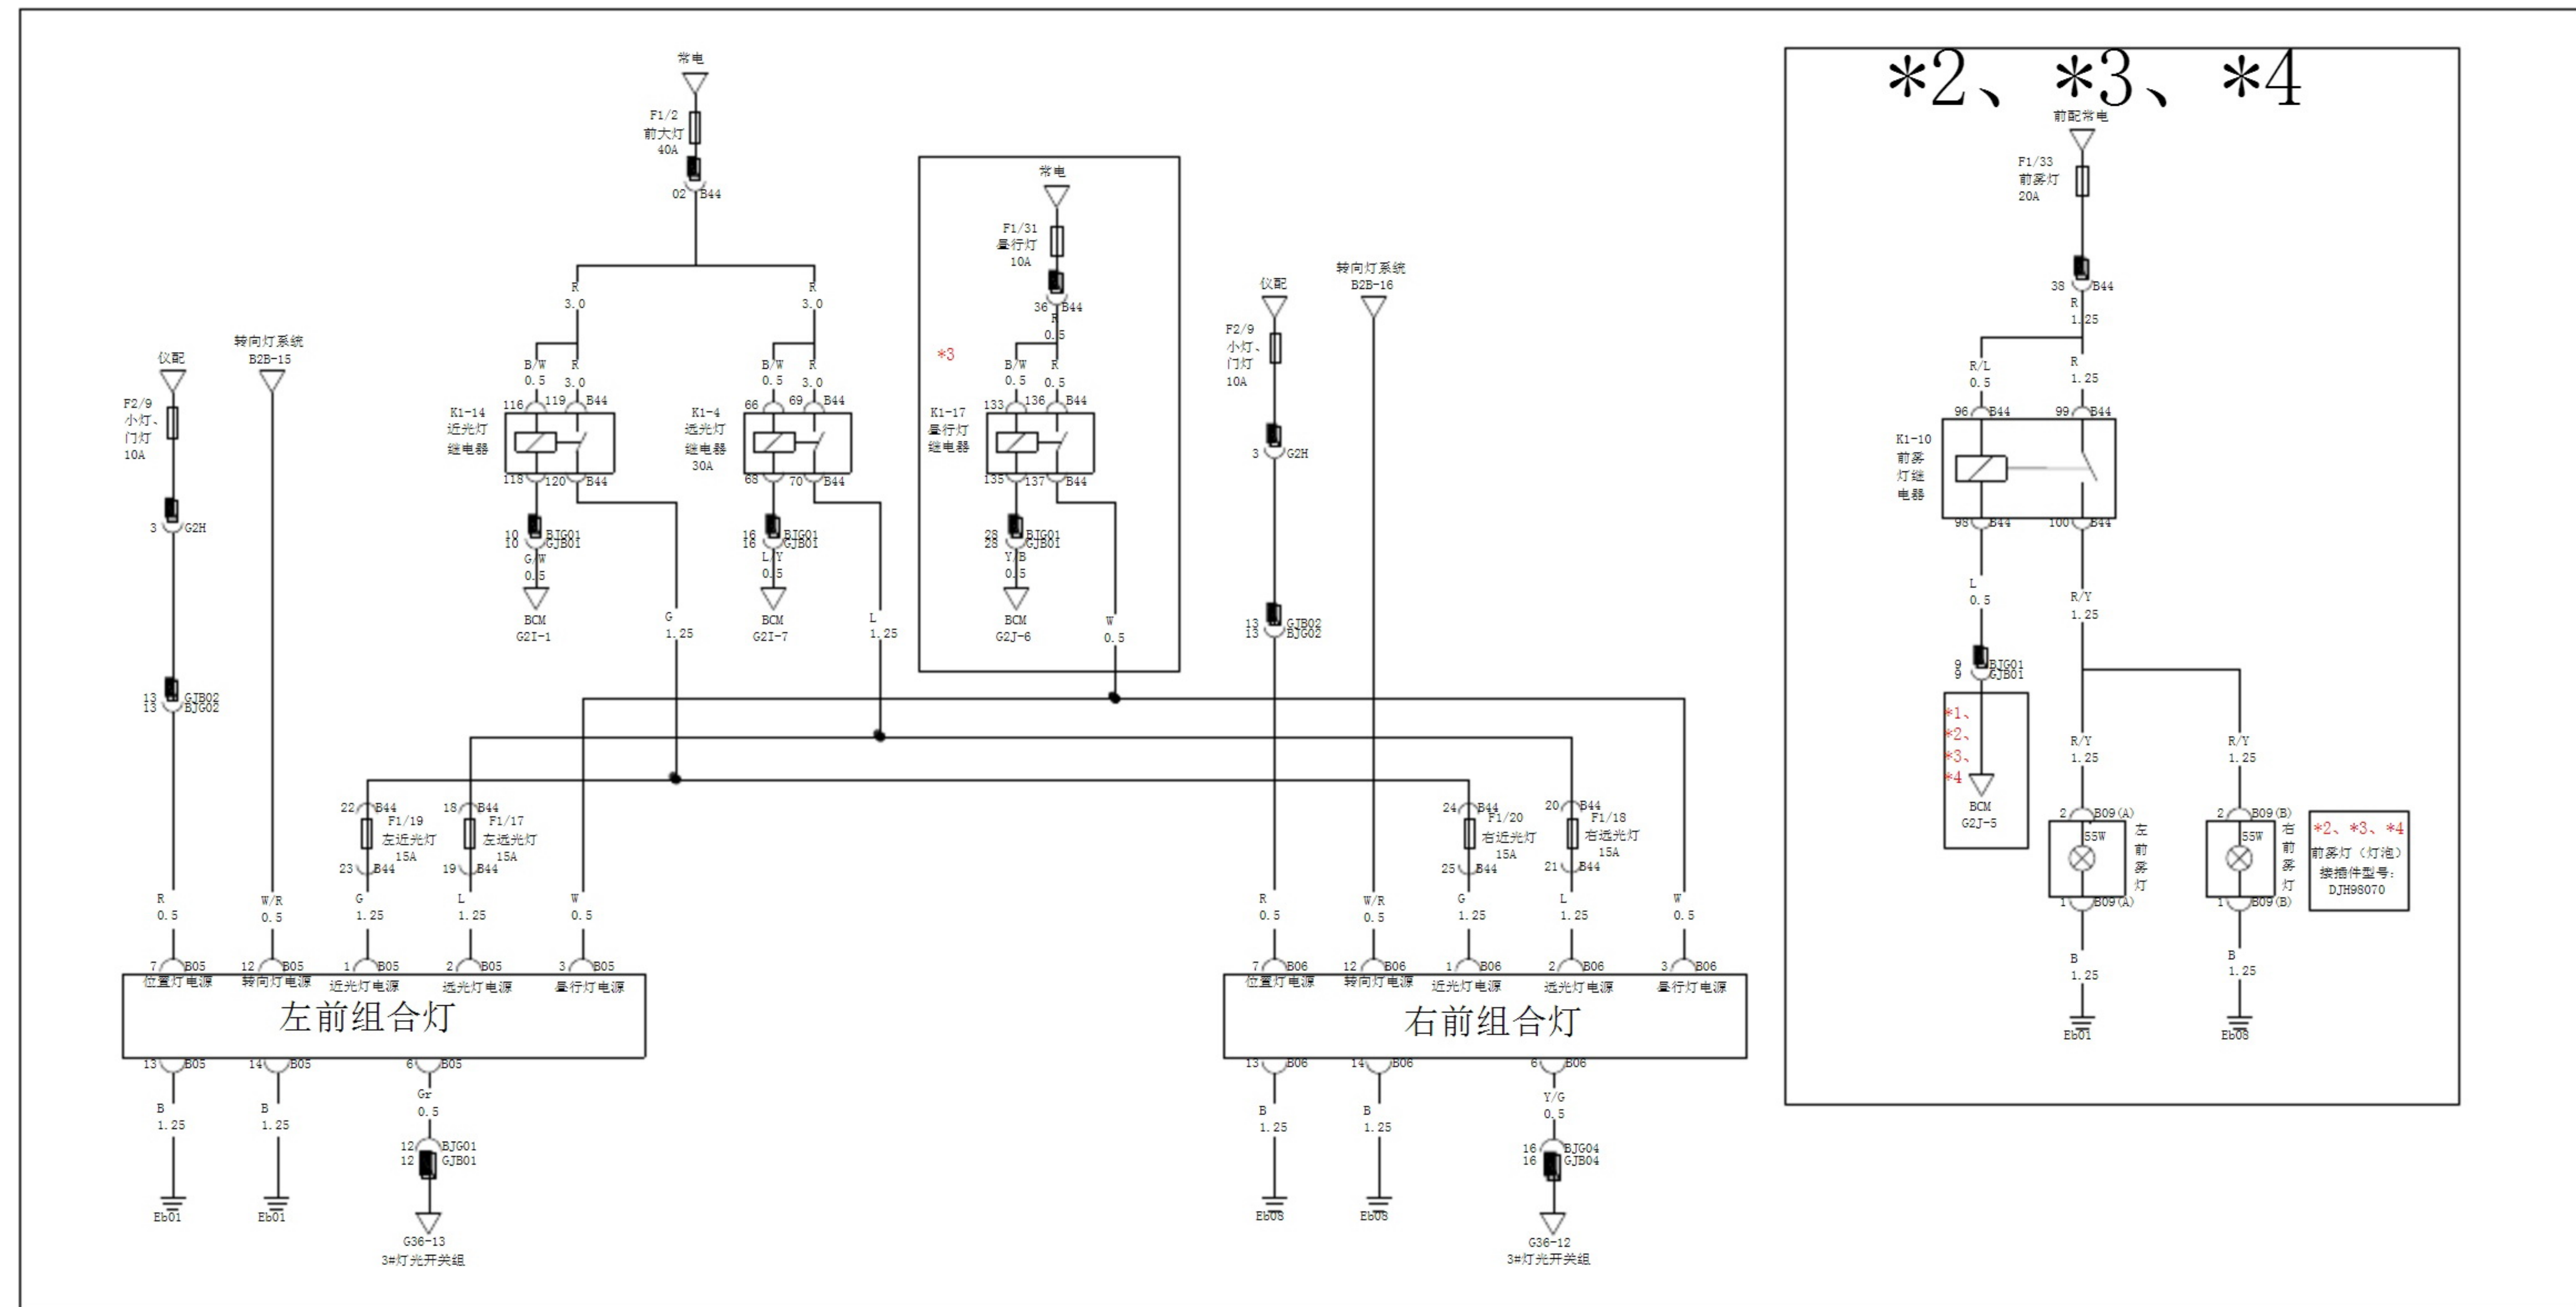 *2、 *3、 *4
常电
F1/2
前大灯
40A
02 B44
R
3.0
R
3.0
B/W
0.5
R
3.0
B/W
0.5
R
3.0
116 119 B44
K1-14
近光灯
继电器
118 120 B44
10 BJG01
10 GJB01
G/W
0.5
BCM
G2I-1
G
1.25
66 69 B44
K1-4
远光灯
继电器
30A
68 70 B44
16 BJG01
16 GJB01
L/Y
0.5
BCM
G2I-7
L
1.25
常电
F1/31
昼行灯
10A
36 B44
R
0.5
*3
B/W
0.5
R
0.5
133 136 B44
K1-17
昼行灯
继电器
135 137 B44
28 BJG01
28 GJB01
Y/B
0.5
BCM
G2J-6
W
0.5
仪配
F2/9
小灯、
门灯
10A
3 G2H
13 GJB02
13 BJG02
R
0.5
转向灯系统
B2B-15
W/R
0.5
22 B44
F1/19
左近光灯
15A
23 B44
G
1.25
18 B44
F1/17
左远光灯
15A
19 B44
L
1.25
W
0.5
7 B05
12 B05
1 B05
2 B05
3 B05
位置灯电源
转向灯电源
近光灯电源
远光灯电源
昼行灯电源
左前组合灯
13 B05
14 B05
6 B05
B
1.25
B
1.25
Gr
0.5
12 BJG01
12 GJB01
Eb01
Eb01
G36-13
3#灯光开关组
仪配
F2/9
小灯、
门灯
10A
3 G2H
13 GJB02
13 BJG02
R
0.5
转向灯系统
B2B-16
W/R
0.5
24 B44
F1/20
右近光灯
15A
25 B44
G
1.25
20 B44
F1/18
右远光灯
15A
21 B44
L
1.25
W
0.5
7 B06
12 B06
1 B06
2 B06
3 B06
位置灯电源
转向灯电源
近光灯电源
远光灯电源
昼行灯电源
右前组合灯
13 B06
14 B06
6 B06
B
1.25
B
1.25
Y/G
0.5
16 BJG04
16 GJB04
Eb08
Eb08
G36-12
3#灯光开关组
前配常电
F1/33
前雾灯
20A
38 B44
R
1.25
R/L
0.5
R
1.25
96 B44
99 B44
K1-10
前雾
灯继
电器
98 B44
100 B44
L
0.5
R/Y
1.25
9 BJG01
9 GJB01
*1、
*2、
*3、
*4
BCM
G2J-5
R/Y
1.25
R/Y
1.25
2 B09(A)
55W
左前雾灯
1 B09(A)
2 B09(B)
55W
右前雾灯
1 B09(B)
*2、*3、*4
前雾灯（灯泡）
接插件型号：
DJH98070
B
1.25
B
1.25
Eb01
Eb08